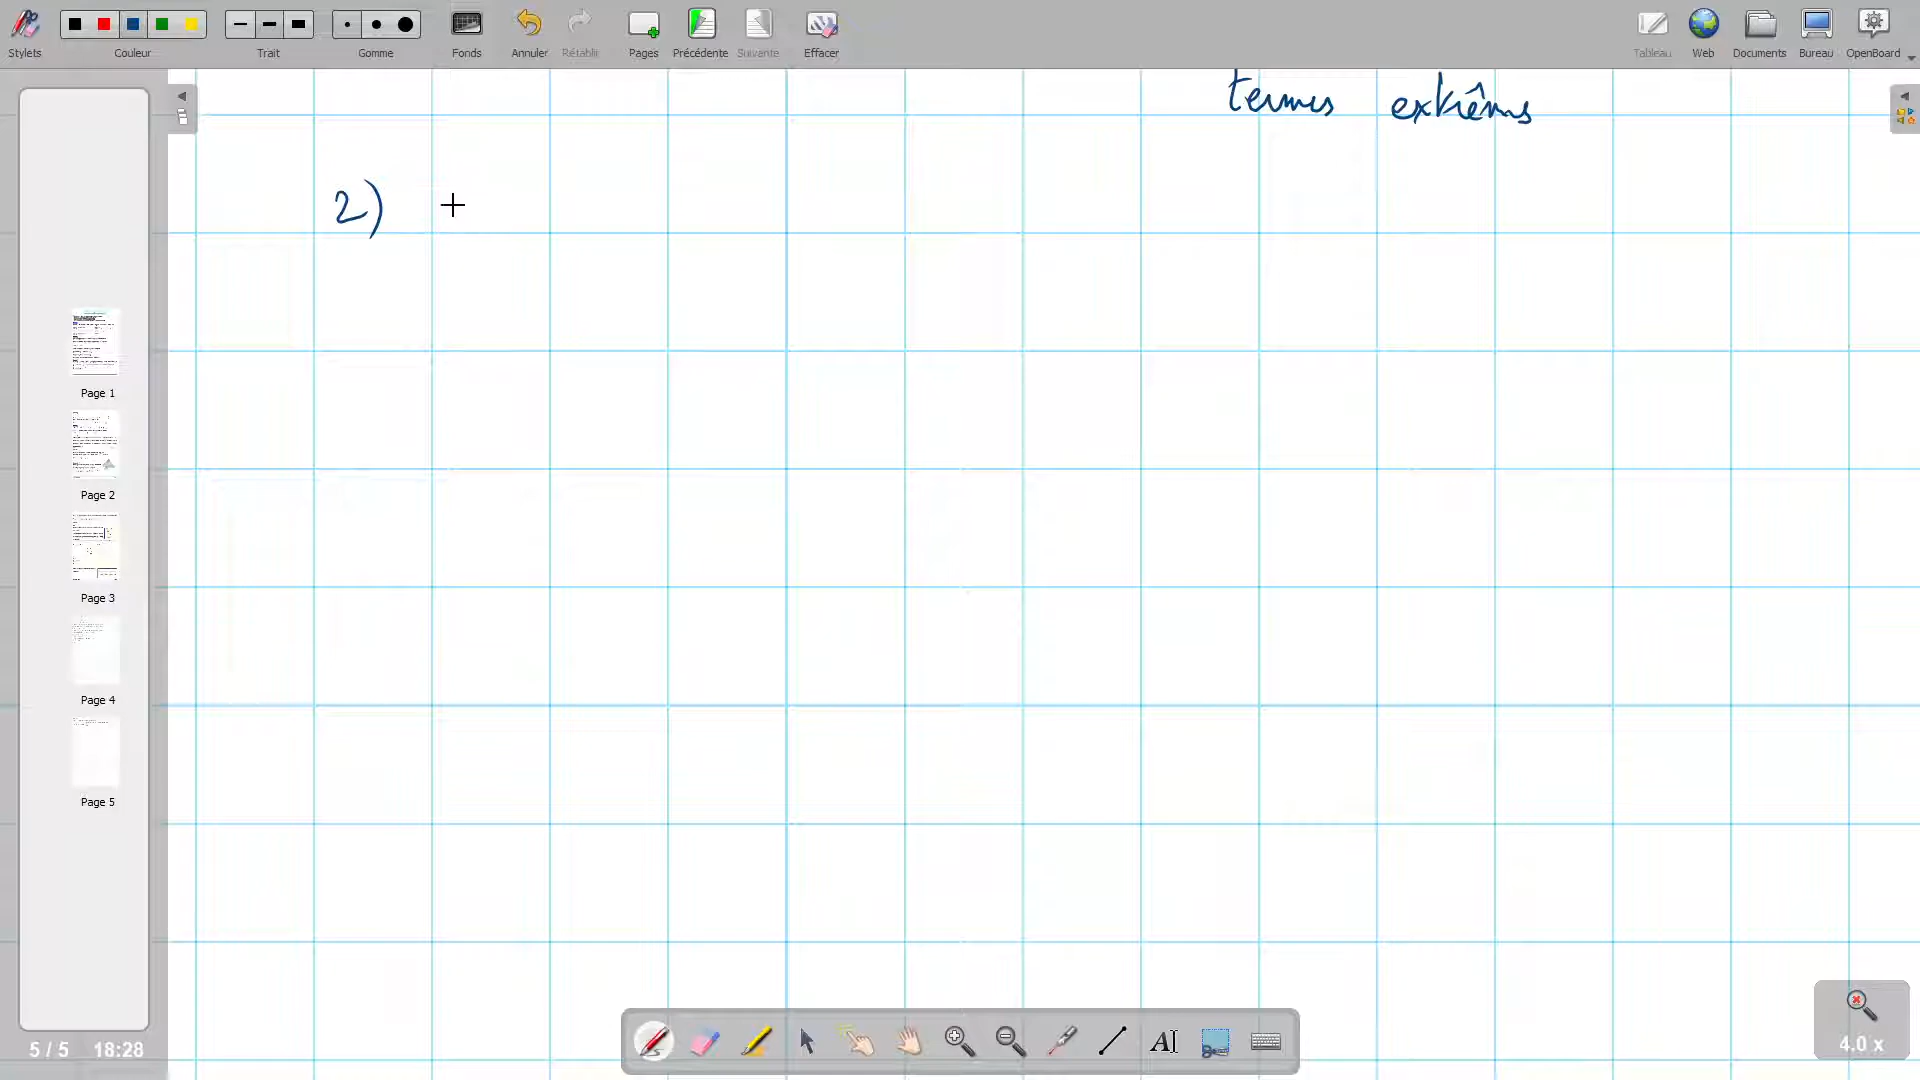 Stylets Couleur Trait Gomme Fonds Annuler Rétablir Pages Précédente Suivante Effacer Tableau Web Documents Bureau OpenBoard
termes extrêms
2)
Page 1
Page 2
Page 3
Page 4
Page 5
5 / 5 18:28
4.0 x